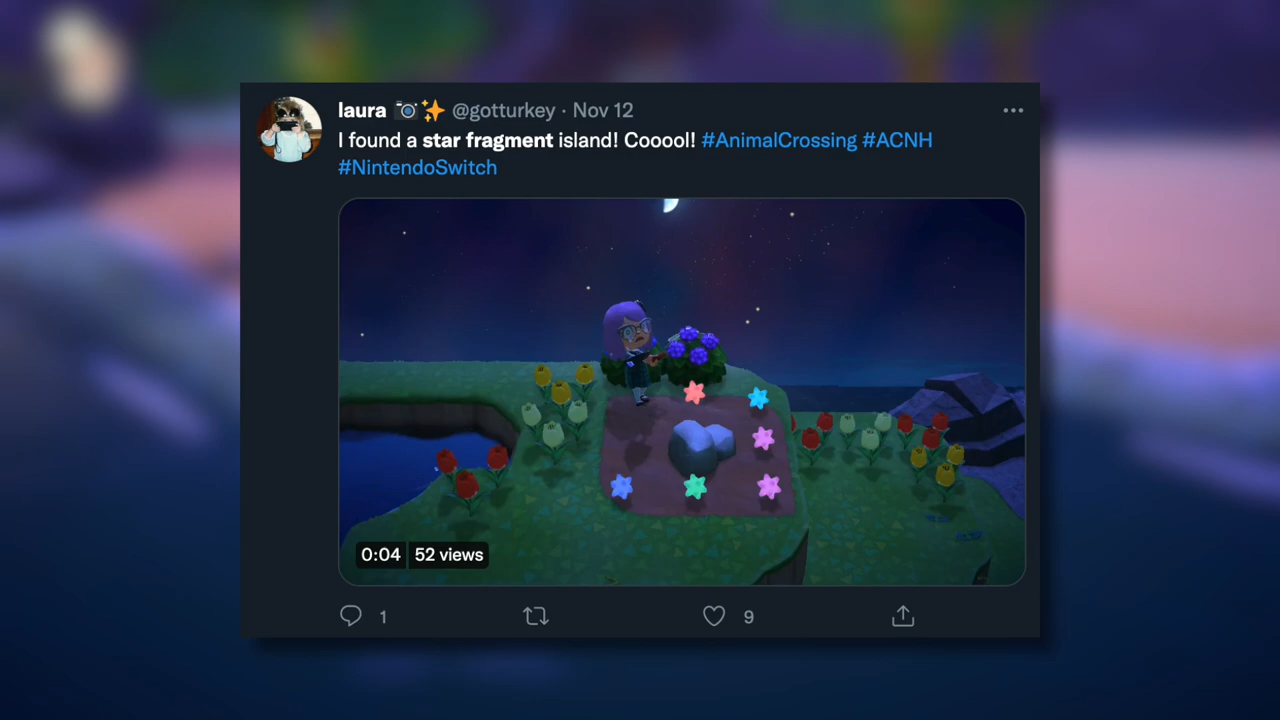 laura 📷✨ @gotturkey · Nov 12
I found a star fragment island! Cooool! #AnimalCrossing #ACNH
#NintendoSwitch
0:04 52 views
1 9